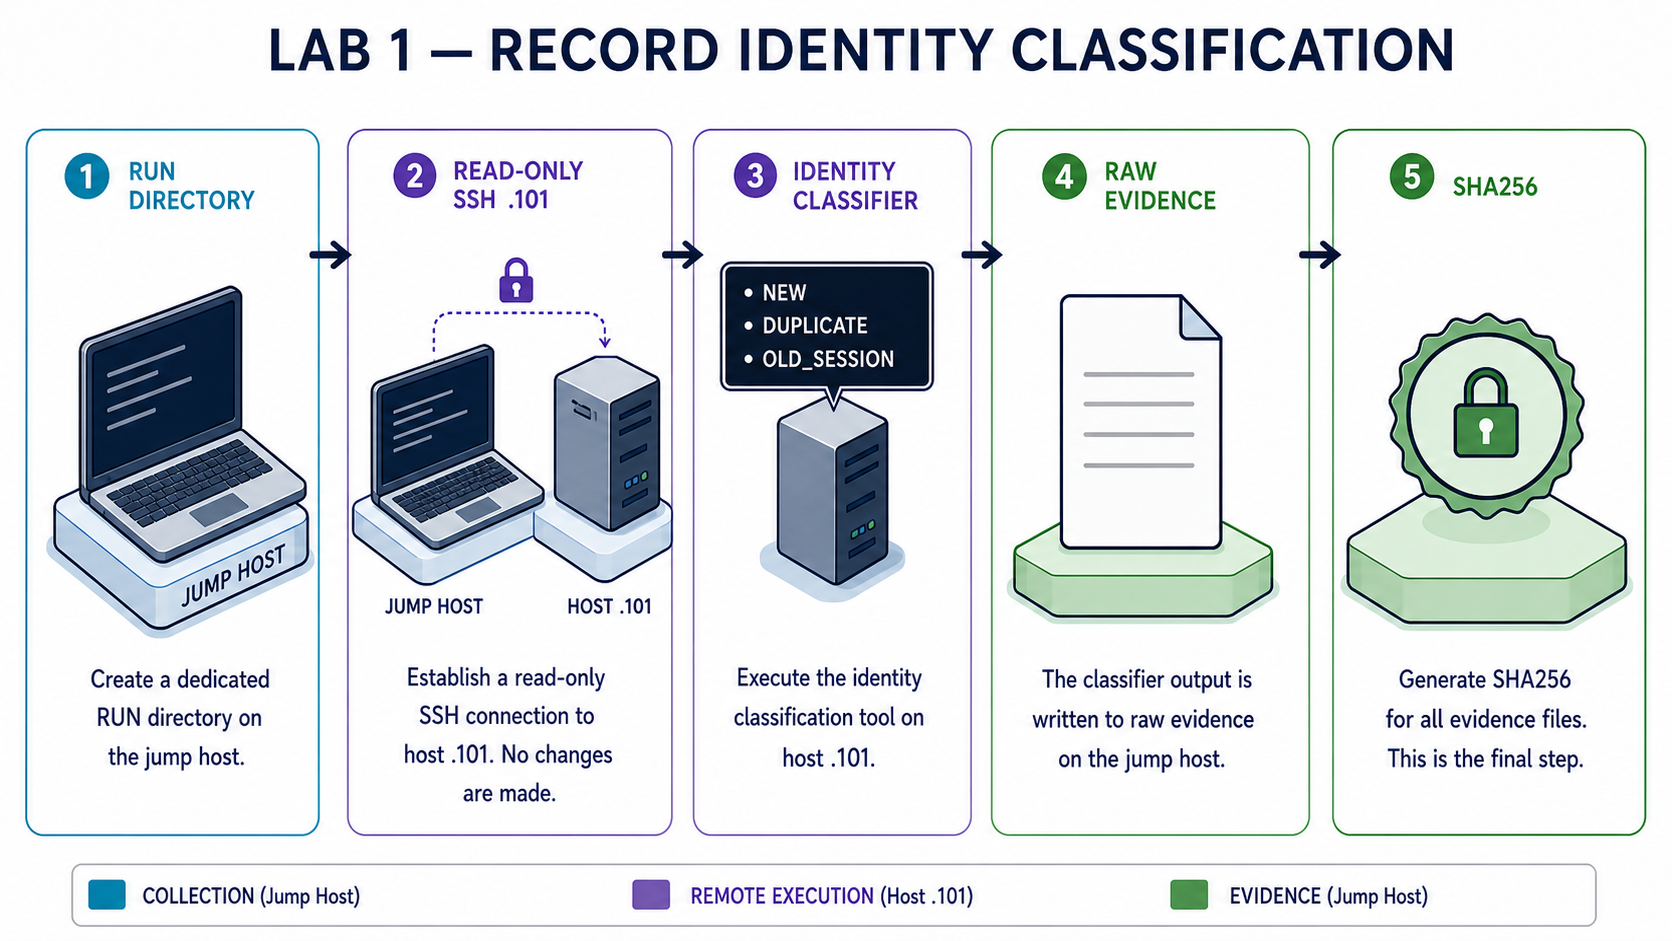 LAB 1 — RECORD IDENTITY CLASSIFICATION
1
RUN
DIRECTORY
JUMP HOST
Create a dedicated
RUN directory on
the jump host.
2
READ-ONLY
SSH .101
JUMP HOST
HOST .101
Establish a read-only
SSH connection to
host .101. No changes
are made.
3
IDENTITY
CLASSIFIER
• NEW
• DUPLICATE
• OLD_SESSION
Execute the identity
classification tool on
host .101.
4
RAW
EVIDENCE
The classifier output is
written to raw evidence
on the jump host.
5
SHA256
Generate SHA256
for all evidence files.
This is the final step.
COLLECTION (Jump Host)
REMOTE EXECUTION (Host .101)
EVIDENCE (Jump Host)